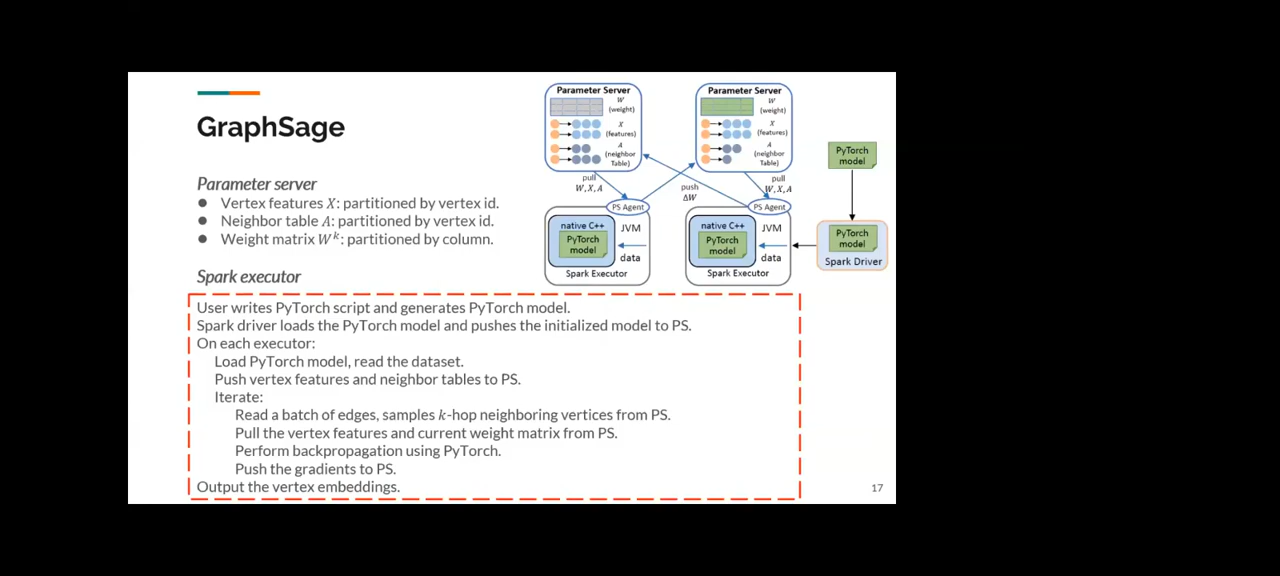 GraphSage
Parameter server
● Vertex features X: partitioned by vertex id.
● Neighbor table A: partitioned by vertex id.
● Weight matrix Wᵏ: partitioned by column.
Spark executor
User writes PyTorch script and generates PyTorch model.
Spark driver loads the PyTorch model and pushes the initialized model to PS.
On each executor:
Load PyTorch model, read the dataset.
Push vertex features and neighbor tables to PS.
Iterate:
Read a batch of edges, samples k-hop neighboring vertices from PS.
Pull the vertex features and current weight matrix from PS.
Perform backpropagation using PyTorch.
Push the gradients to PS.
Output the vertex embeddings.
Parameter Server
W
(weight)
X
(features)
A
(neighbor
Table)
Parameter Server
W
(weight)
X
(features)
A
(neighbor
Table)
pull
W, X, A
push
ΔW
pull
W, X, A
PS Agent
PS Agent
native C++
JVM
PyTorch
model
data
Spark Executor
native C++
JVM
PyTorch
model
data
Spark Executor
PyTorch
model
PyTorch
model
Spark Driver
17